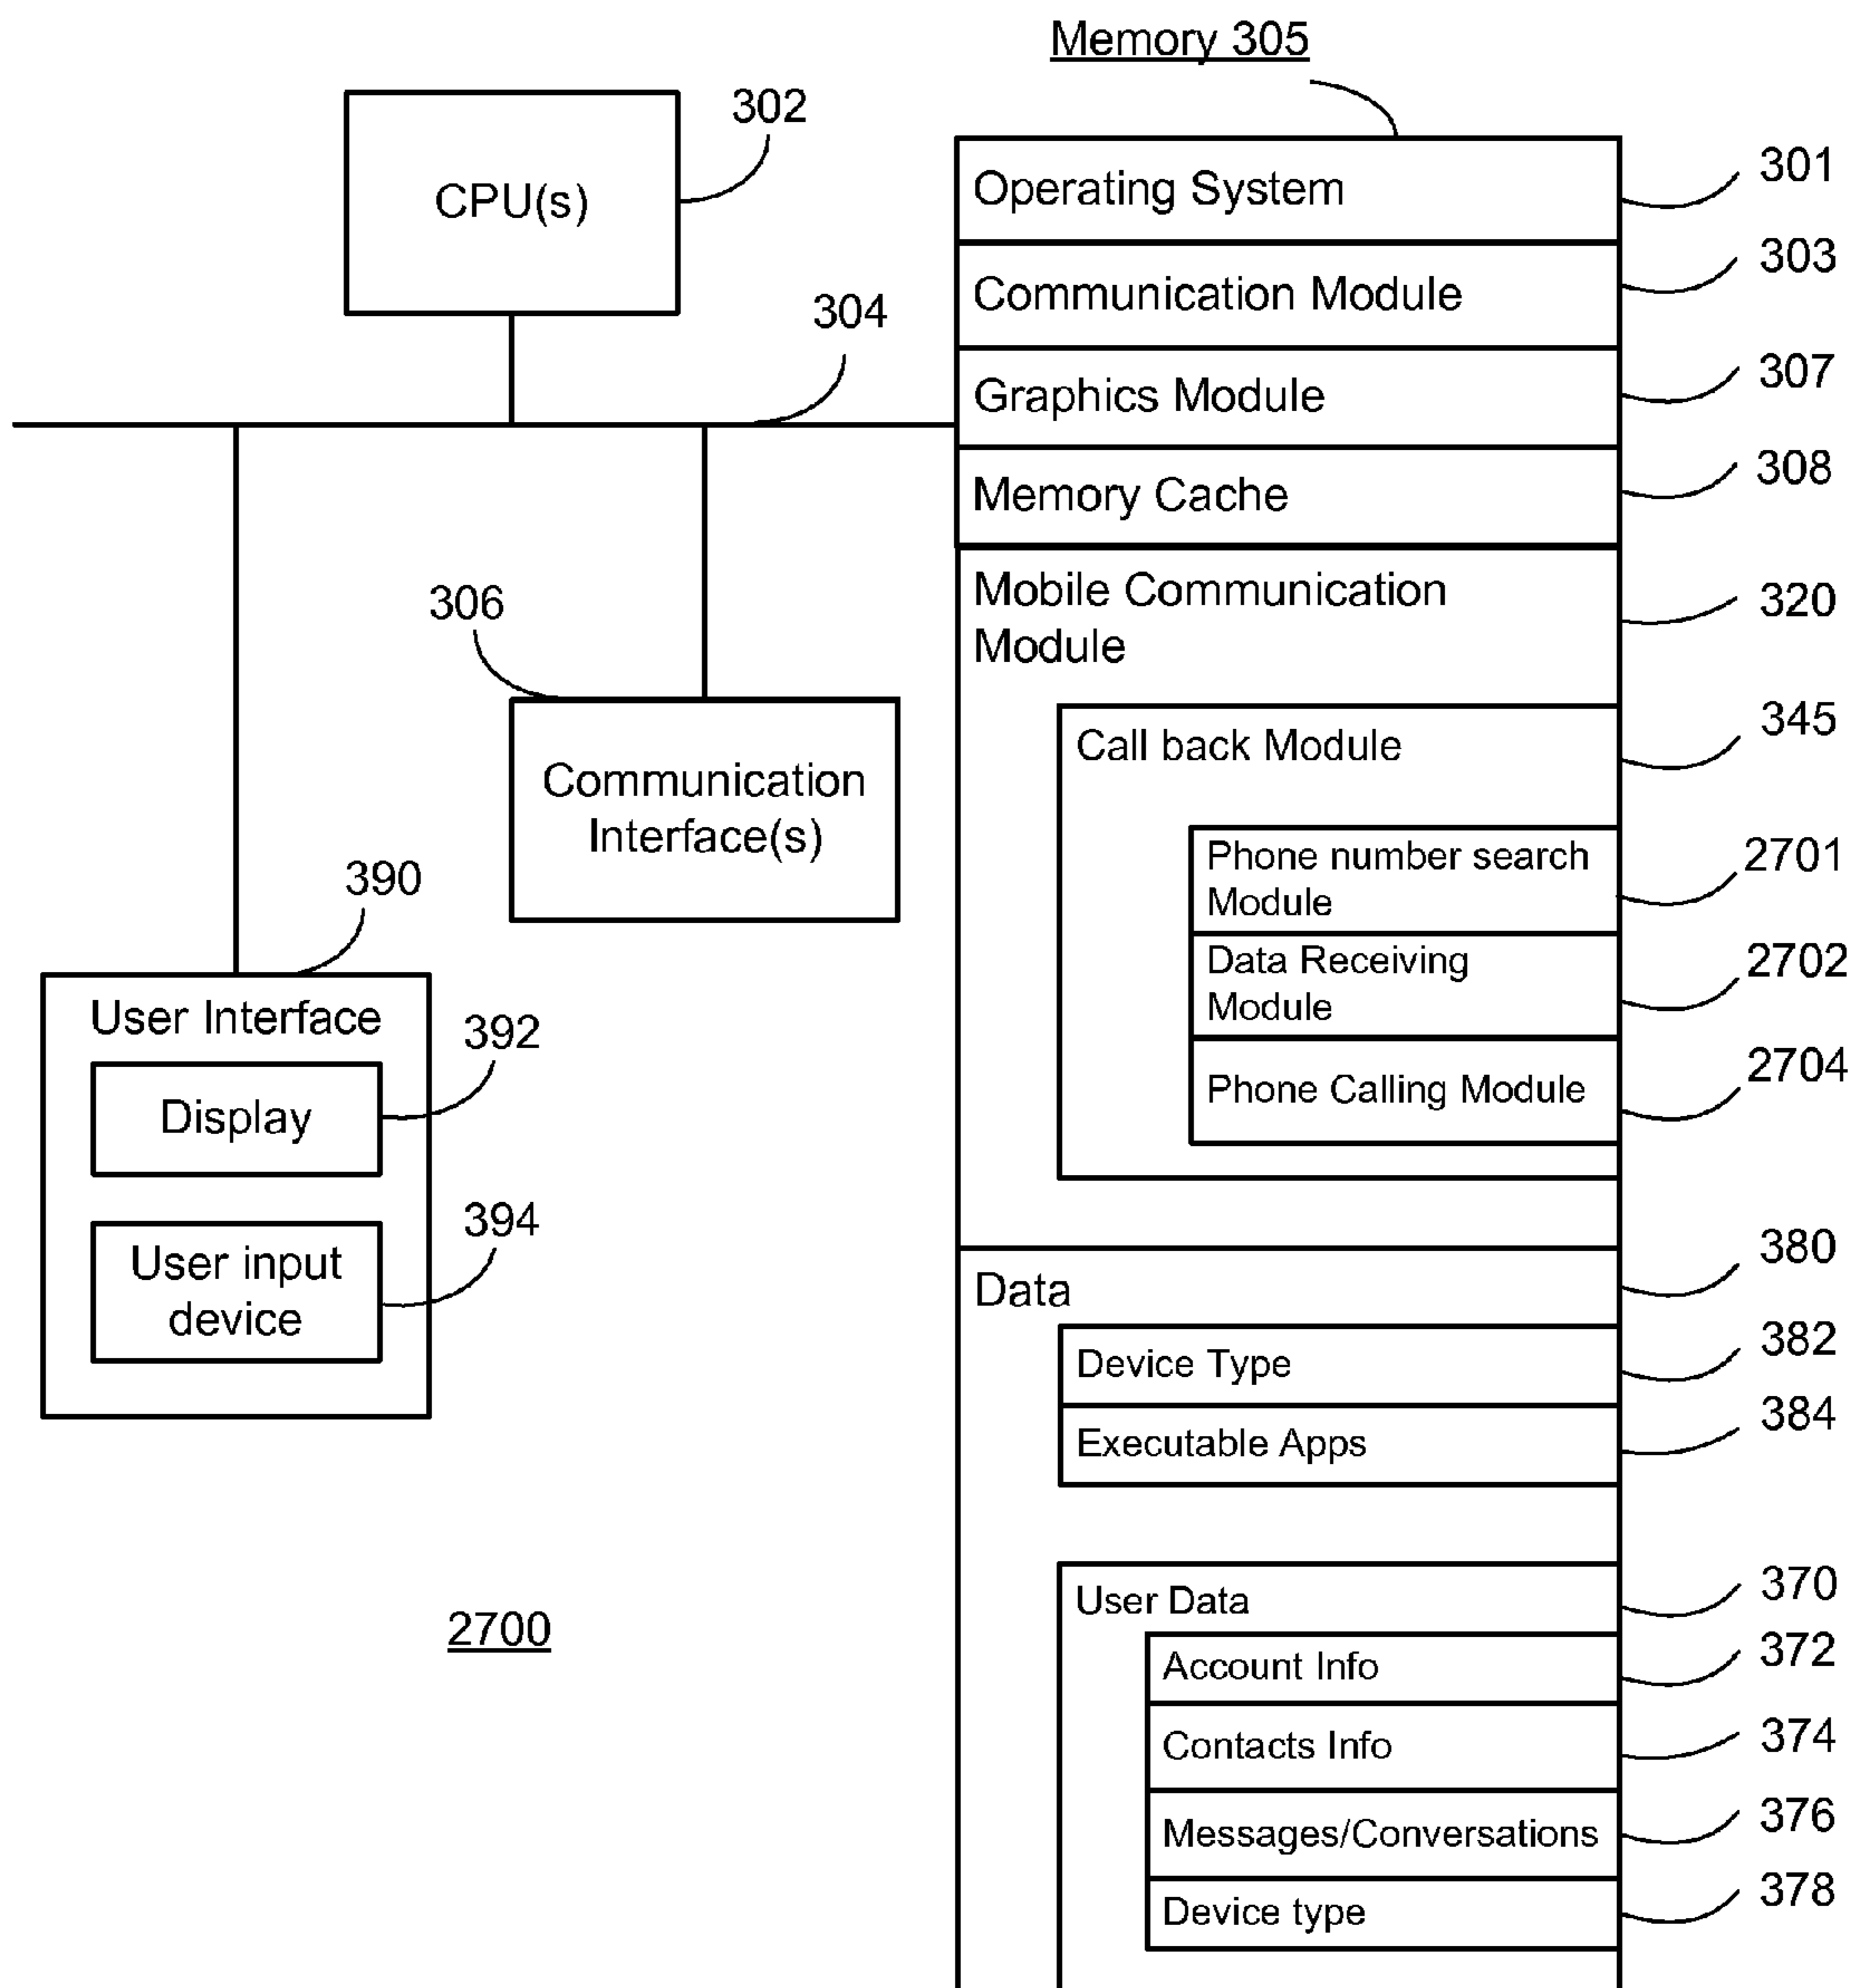 Memory 305
302
CPU(s)
Operating System
301
Communication Module
303
304
Graphics Module
307
Memory Cache
308
Mobile Communication
Module
320
306
Communication
Interface(s)
Call back Module
345
Phone number search
Module
2701
Data Receiving
Module
2702
Phone Calling Module
2704
390
User Interface
392
Display
394
User input
device
Data
380
Device Type
382
Executable Apps
384
2700
User Data
370
Account Info
372
Contacts Info
374
Messages/Conversations
376
Device type
378